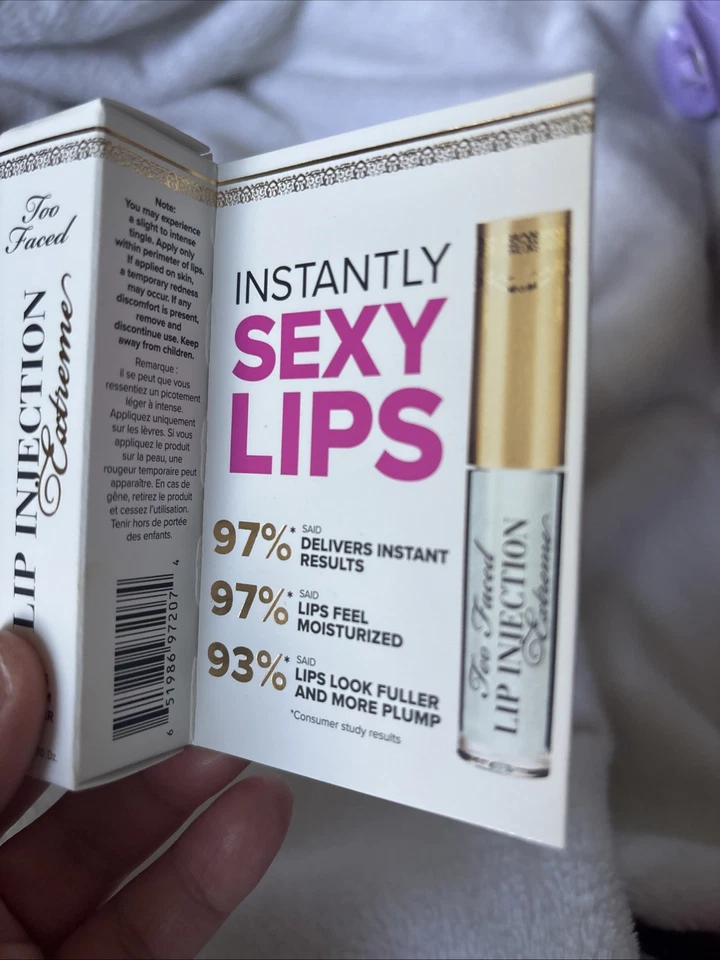 Too
Faced
LIP INJECTION
Extreme
Note:
You may experience
a slight to intense
tingle. Apply only
within perimeter of lips.
If applied on skin,
a temporary redness
may occur. If any
discomfort is present,
remove and
discontinue use. Keep
away from children.
Remarque :
il se peut que vous
ressentiez un picotement
léger à intense.
Appliquez uniquement
sur les lèvres. Si vous
appliquez le produit
sur la peau, une
rougeur temporaire peut
apparaître. En cas de
gêne, retirez le produit
et cessez l'utilisation.
Tenir hors de portée
des enfants.
6 51986 97207 4
INSTANTLY
SEXY
LIPS
97%* SAID
DELIVERS INSTANT
RESULTS
97%* SAID
LIPS FEEL
MOISTURIZED
93%* SAID
LIPS LOOK FULLER
AND MORE PLUMP
*Consumer study results
Too Faced
LIP INJECTION
Extreme